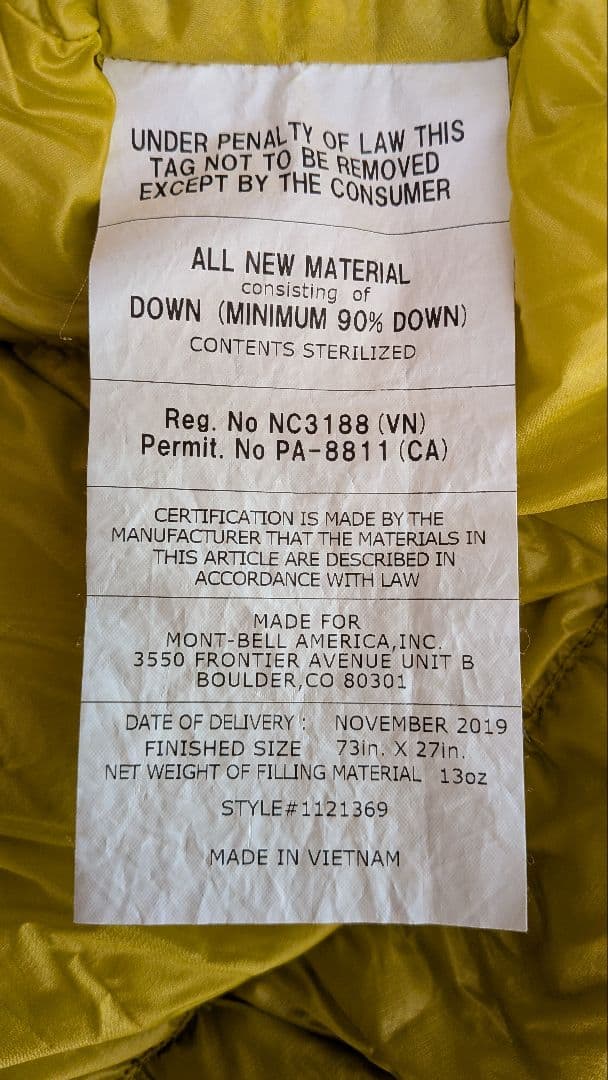 UNDER PENALTY OF LAW THIS
TAG NOT TO BE REMOVED
EXCEPT BY THE CONSUMER
ALL NEW MATERIAL
consisting of
DOWN (MINIMUM 90% DOWN)
CONTENTS STERILIZED
Reg. No NC3188 (VN)
Permit. No PA-8811 (CA)
CERTIFICATION IS MADE BY THE
MANUFACTURER THAT THE MATERIALS IN
THIS ARTICLE ARE DESCRIBED IN
ACCORDANCE WITH LAW
MADE FOR
MONT-BELL AMERICA,INC.
3550 FRONTIER AVENUE UNIT B
BOULDER,CO 80301
DATE OF DELIVERY : NOVEMBER 2019
FINISHED SIZE 73in. X 27in.
NET WEIGHT OF FILLING MATERIAL 13oz
STYLE#1121369
MADE IN VIETNAM